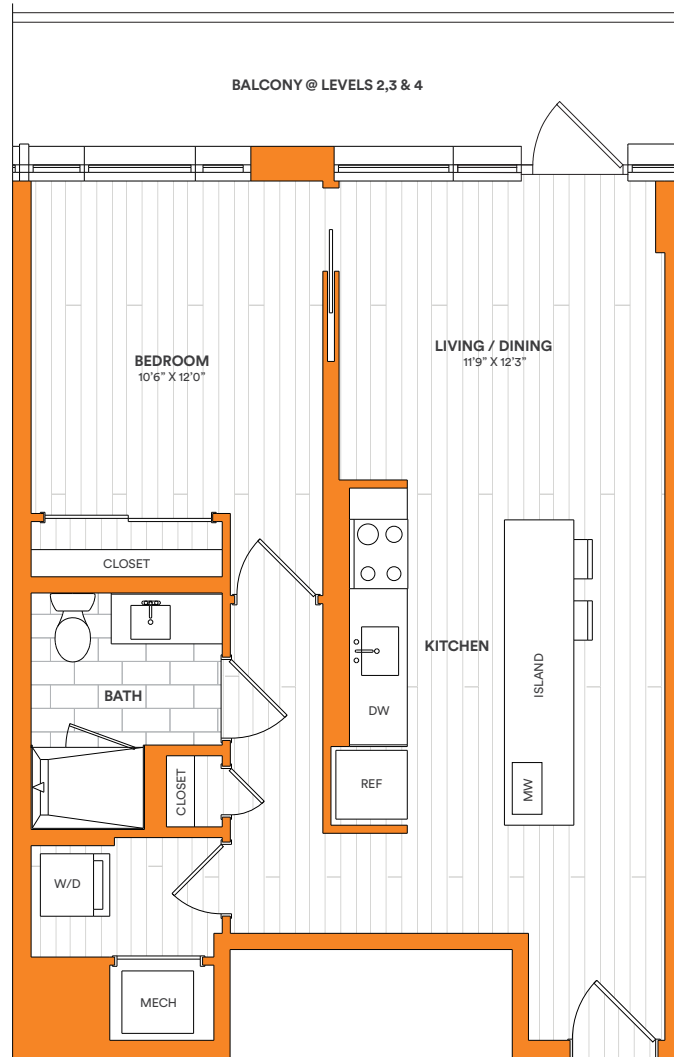 BALCONY @ LEVELS 2,3 & 4
BEDROOM
10'6" X 12'0"
LIVING / DINING
11'9" X 12'3"
CLOSET
KITCHEN
ISLAND
BATH
DW
REF
MW
CLOSET
W/D
MECH